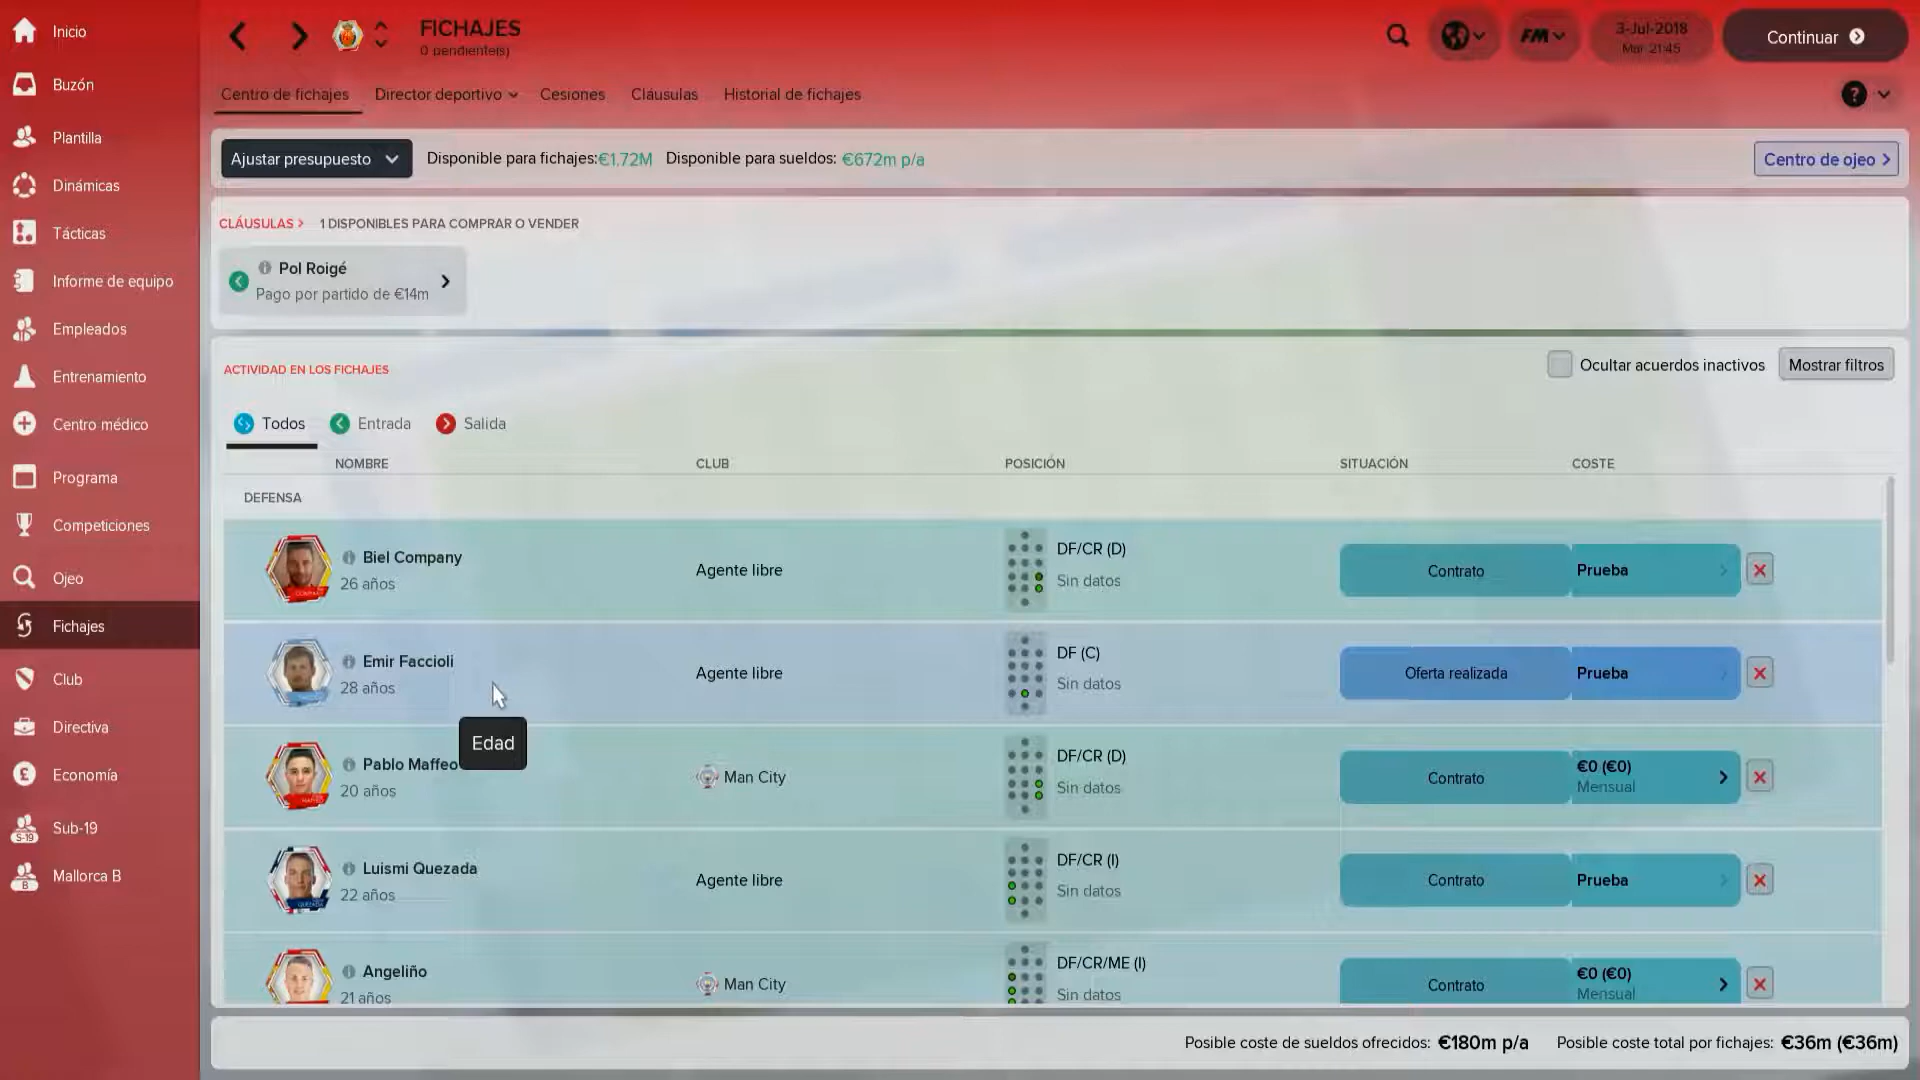 Inicio
Buzón
Plantilla
Dinámicas
Tácticas
Informe de equipo
Empleados
Entrenamiento
Centro médico
Programa
Competiciones
Ojeo
Fichajes
Club
Directiva
Economía
S-19
Sub-19
B
Mallorca B
FICHAJES
0 pendiente(s)
FM
3-Jul-2018
Mar 21:45
Continuar
Centro de fichajes
Director deportivo
Cesiones
Cláusulas
Historial de fichajes
?
Ajustar presupuesto
Disponible para fichajes:€1.72M
Disponible para sueldos: €672m p/a
Centro de ojeo
CLÁUSULAS
1 DISPONIBLES PARA COMPRAR O VENDER
Pol Roigé
Pago por partido de €14m
ACTIVIDAD EN LOS FICHAJES
Ocultar acuerdos inactivos
Mostrar filtros
Todos
Entrada
Salida
NOMBRE CLUB POSICIÓN SITUACIÓN COSTE
DEFENSA
Biel Company
26 años
Agente libre
DF/CR (D)
Sin datos
Contrato
Prueba
Emir Faccioli
28 años
Agente libre
DF (C)
Sin datos
Oferta realizada
Prueba
Edad
Pablo Maffeo
20 años
Man City
DF/CR (D)
Sin datos
Contrato
€0 (€0)
Mensual
Luismi Quezada
22 años
Agente libre
DF/CR (I)
Sin datos
Contrato
Prueba
Angeliño
21 años
Man City
DF/CR/ME (I)
Sin datos
Contrato
€0 (€0)
Mensual
Posible coste de sueldos ofrecidos: €180m p/a
Posible coste total por fichajes: €36m (€36m)